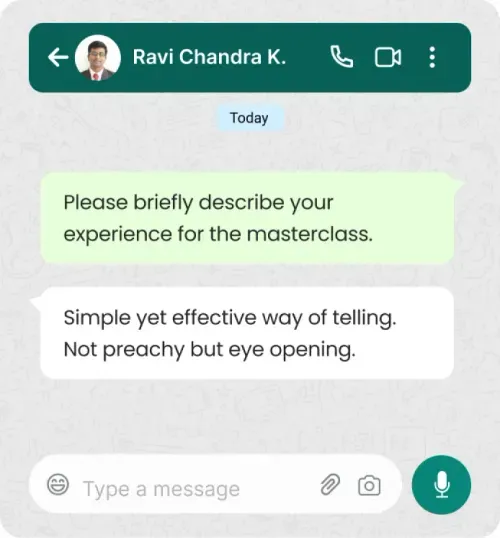 Ravi Chandra K.
Today
Please briefly describe your
experience for the masterclass.
Simple yet effective way of telling.
Not preachy but eye opening.
Type a message